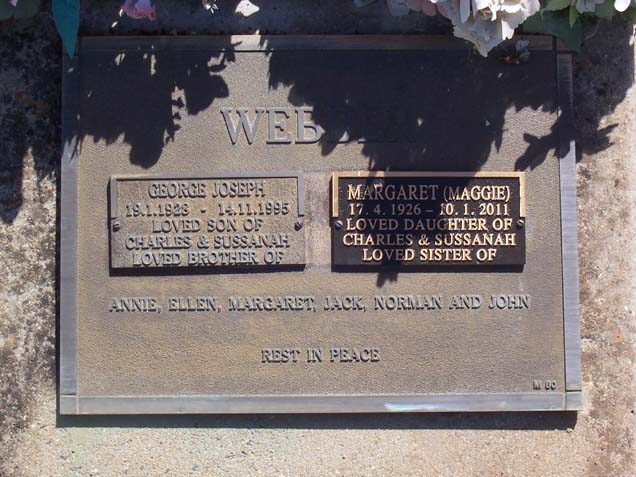 GEORGE JOSEPH
19.1.1928 - 14.11.1995
LOVED SON OF
CHARLES & SUSSANAH
LOVED BROTHER OF
MARGARET (MAGGIE)
17. 4. 1926 - 10. 1. 2011
LOVED DAUGHTER OF
CHARLES & SUSSANAH
LOVED SISTER OF
ANNIE, ELLEN, MARGARET, JACK, NORMAN AND JOHN
REST IN PEACE
M 60